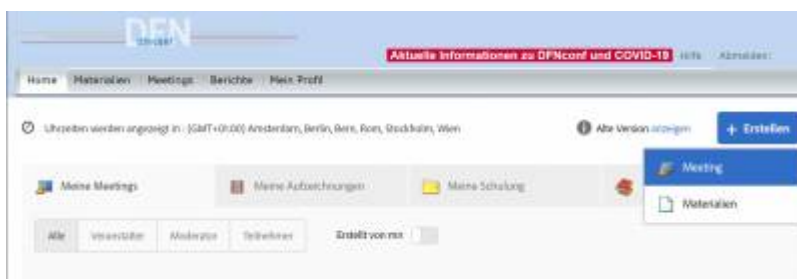 DFN
Aktuelle Informationen zu DFNconf und COVID-19 Hilfe Abmelden
Home Materialien Meetings Berichte Mein Profil
Uhrzeiten werden angezeigt in: (GMT+01:00) Amsterdam, Berlin, Bern, Rom, Stockholm, Wien Alte Version anzeigen + Erstellen
Meeting
Meine Meetings Meine Aufzeichnungen Meine Schulung
Materialien
Alle Veranstalter Moderator Teilnehmer Erstellt von mir